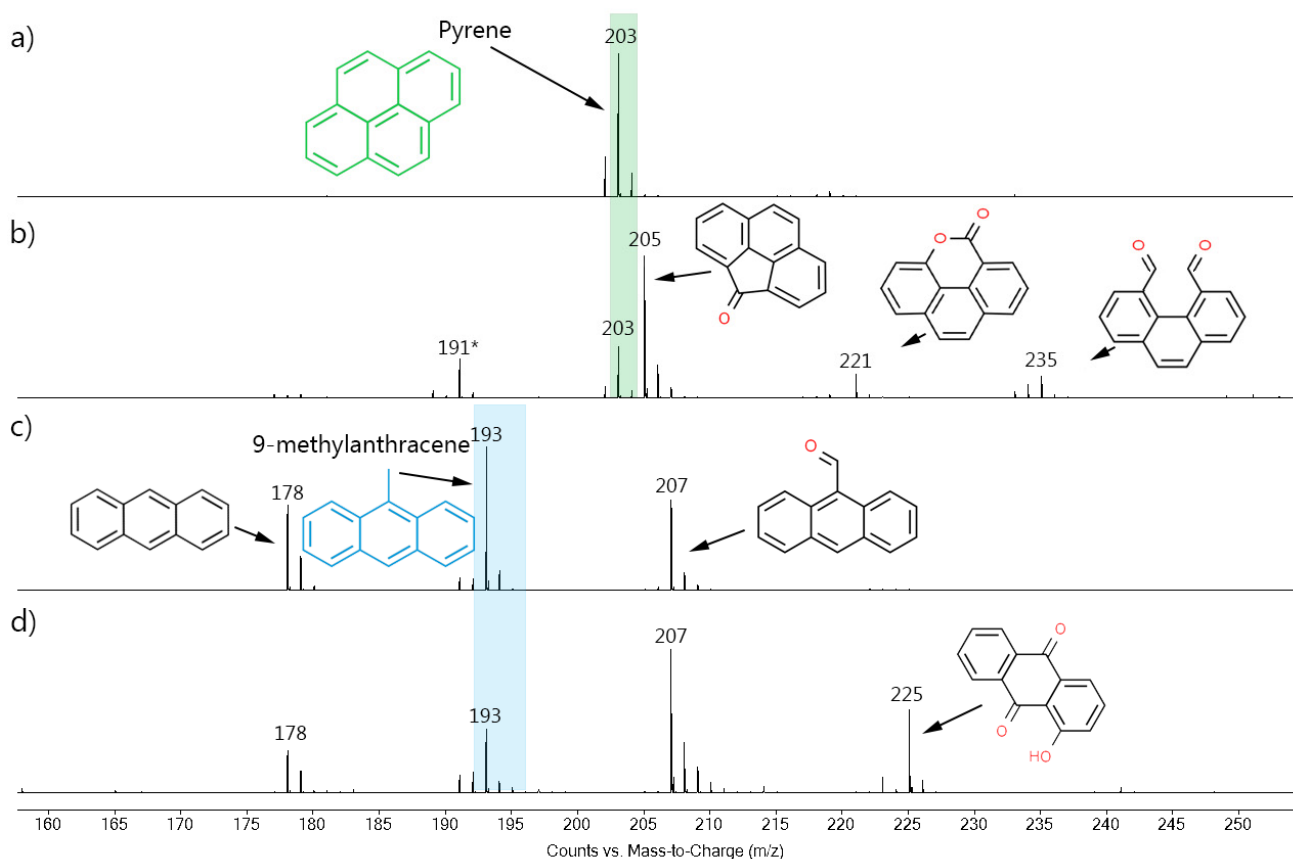 a)
Pyrene
203
b)
205
O
O
O
O
O
203
191*
221
235
c)
9-methylanthracene
193
O
178
207
d)
207
O
225
193
178
O
HO
160 165 170 175 180 185 190 195 200 205 210 215 220 225 230 235 240 245 250
Counts vs. Mass-to-Charge (m/z)